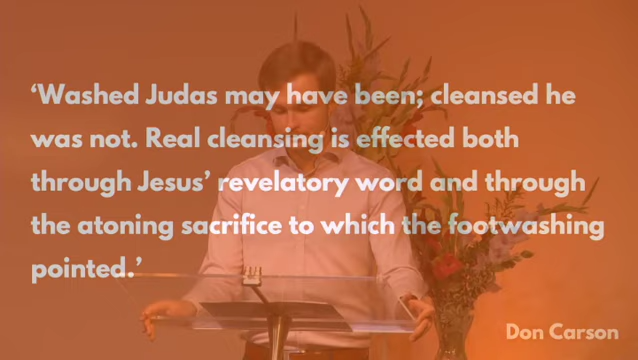 ‘Washed Judas may have been; cleansed he
was not. Real cleansing is effected both
through Jesus’ revelatory word and through
the atoning sacrifice to which the footwashing
pointed.’
Don Carson